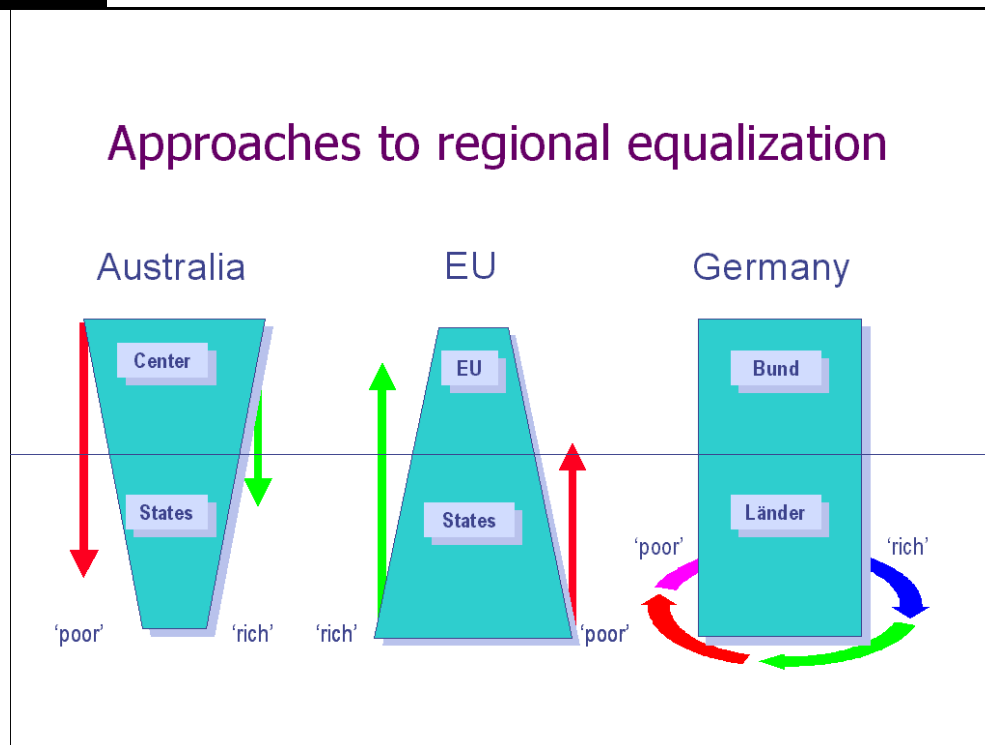 Approaches to regional equalization
Australia
EU
Germany
Center
EU
Bund
States
States
Länder
‘poor’
‘rich’
‘poor’
‘rich’
‘rich’
‘poor’